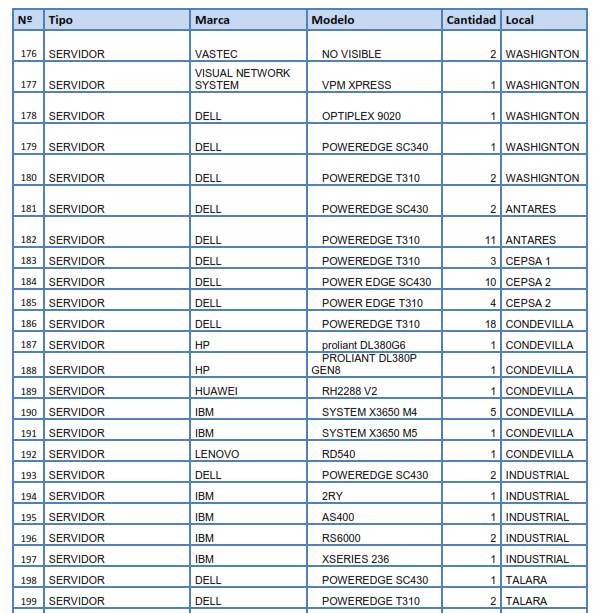 Nº Tipo Marca Modelo Cantidad Local
176 SERVIDOR VASTEC NO VISIBLE 2 WASHIGNTON
177 SERVIDOR VISUAL NETWORK SYSTEM VPM XPRESS 1 WASHIGNTON
178 SERVIDOR DELL OPTIPLEX 9020 1 WASHIGNTON
179 SERVIDOR DELL POWEREDGE SC340 1 WASHIGNTON
180 SERVIDOR DELL POWEREDGE T310 2 WASHIGNTON
181 SERVIDOR DELL POWEREDGE SC430 2 ANTARES
182 SERVIDOR DELL POWEREDGE T310 11 ANTARES
183 SERVIDOR DELL POWEREDGE T310 3 CEPSA 1
184 SERVIDOR DELL POWER EDGE SC430 10 CEPSA 2
185 SERVIDOR DELL POWER EDGE T310 4 CEPSA 2
186 SERVIDOR DELL POWEREDGE T310 18 CONDEVILLA
187 SERVIDOR HP proliant DL380G6 1 CONDEVILLA
188 SERVIDOR HP PROLIANT DL380P GEN8 1 CONDEVILLA
189 SERVIDOR HUAWEI RH2288 V2 1 CONDEVILLA
190 SERVIDOR IBM SYSTEM X3650 M4 5 CONDEVILLA
191 SERVIDOR IBM SYSTEM X3650 M5 1 CONDEVILLA
192 SERVIDOR LENOVO RD540 1 CONDEVILLA
193 SERVIDOR DELL POWEREDGE SC430 2 INDUSTRIAL
194 SERVIDOR IBM 2RY 1 INDUSTRIAL
195 SERVIDOR IBM AS400 1 INDUSTRIAL
196 SERVIDOR IBM RS6000 2 INDUSTRIAL
197 SERVIDOR IBM XSERIES 236 1 INDUSTRIAL
198 SERVIDOR DELL POWEREDGE SC430 1 TALARA
199 SERVIDOR DELL POWEREDGE T310 2 TALARA